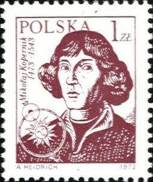 POLSKA
1 ZŁ
Mikołaj Kopernik
1473-1543
A. HEIDRICH
1972